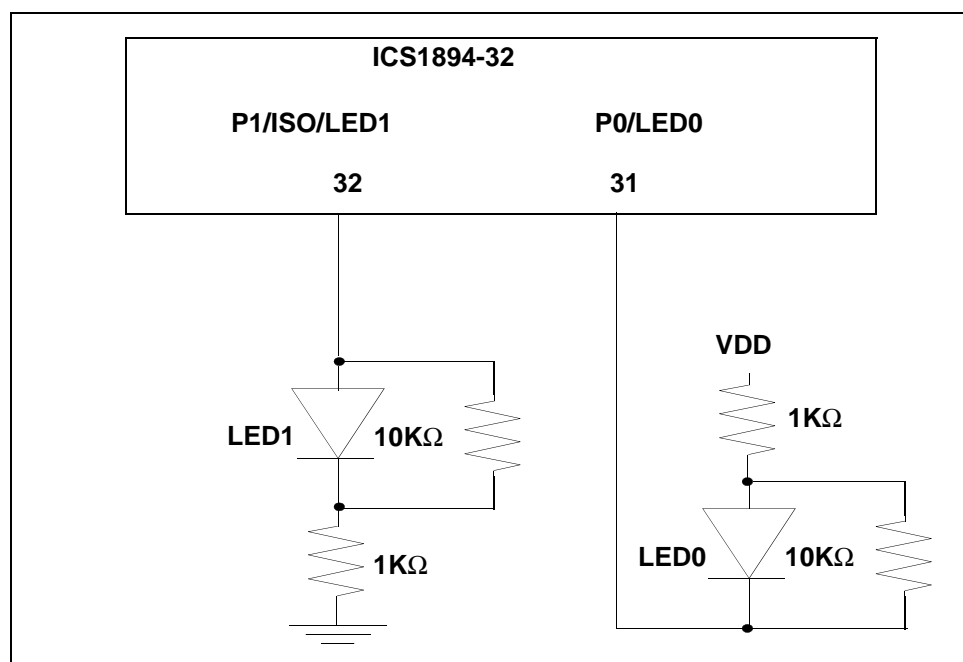 ICS1894-32
P1/ISO/LED1 P0/LED0
32 31
VDD
1KΩ
LED1 10KΩ
LED0 10KΩ
1KΩ